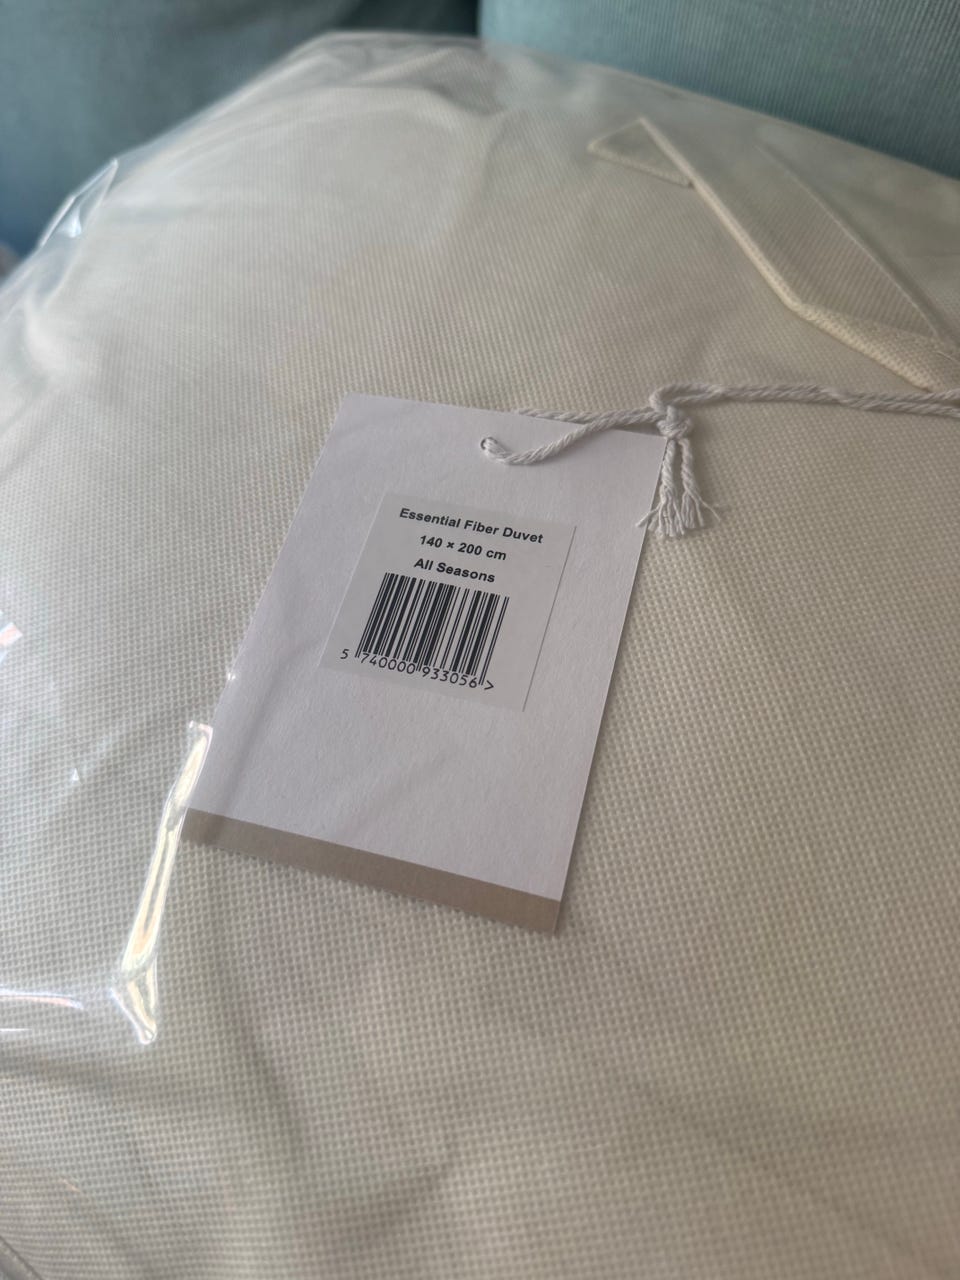 Essential Fiber Duvet
140 × 200 cm
All Seasons
5 740000 933056 >